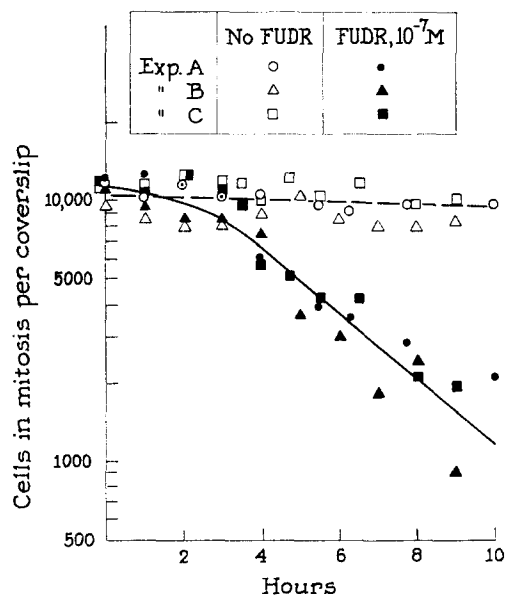 No FUDR FUDR, 10⁻⁷M
Exp. A
" B
" C
Cells in mitosis per coverslip
10,000
5000
1000
500
0 2 4 6 8 10
Hours